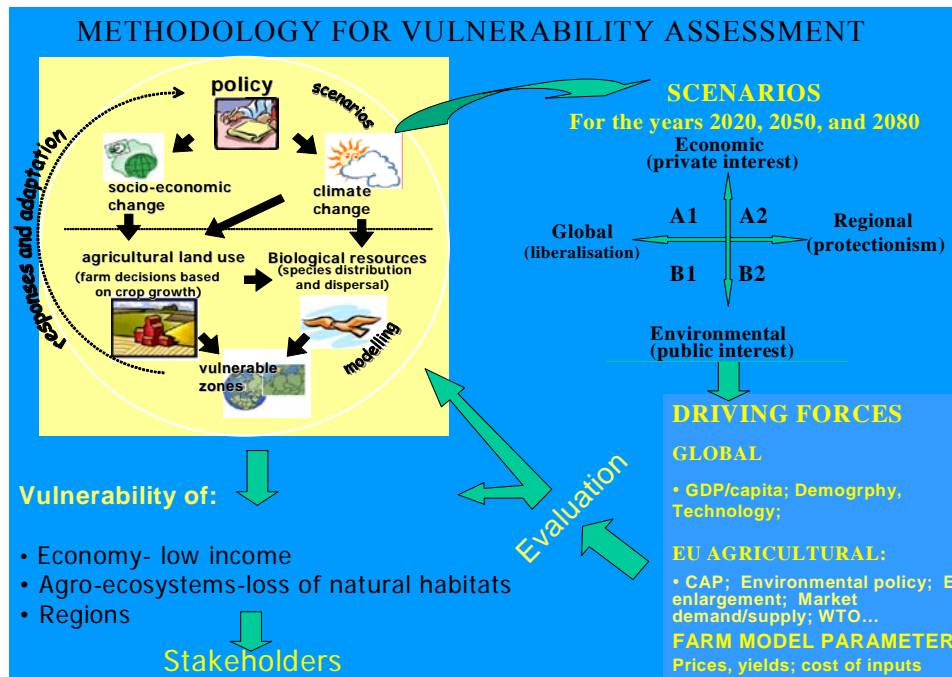 METHODOLOGY FOR VULNERABILITY ASSESSMENT
policy
scenarios
responses and adaptation
socio-economic
change
climate
change
agricultural land use
(farm decisions based
on crop growth)
Biological resources
(species distribution
and dispersal)
modelling
vulnerable
zones
SCENARIOS
For the years 2020, 2050, and 2080
Economic
(private interest)
A1 A2
Global
(liberalisation)
Regional
(protectionism)
B1 B2
Environmental
(public interest)
DRIVING FORCES
GLOBAL
• GDP/capita; Demogrphy,
Technology;
EU AGRICULTURAL:
• CAP; Environmental policy; E
enlargement; Market
demand/supply; WTO...
FARM MODEL PARAMETER
Prices, yields; cost of inputs
Evaluation
Vulnerability of:
• Economy- low income
• Agro-ecosystems-loss of natural habitats
• Regions
Stakeholders